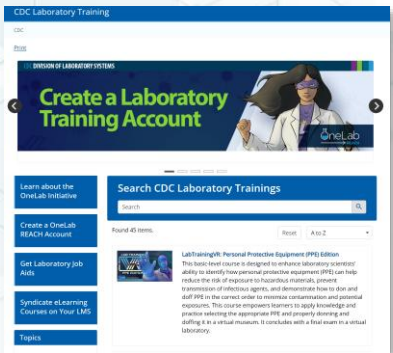 CDC Laboratory Training
CDC
Print
CDC DIVISION OF LABORATORY SYSTEMS
Create a Laboratory
Training Account
OneLab
Learn about the
OneLab Initiative
Create a OneLab
REACH Account
Get Laboratory Job
Aids
Syndicate eLearning
Courses on Your LMS
Topics
Search CDC Laboratory Trainings
Search
Found 45 items.
Reset
A to Z
LabTrainingVR: Personal Protective Equipment (PPE) Edition
This basic-level course is designed to enhance laboratory scientists'
ability to identify how personal protective equipment (PPE) can help
reduce the risk of exposure to hazardous materials, prevent
transmission of infectious agents, and demonstrate how to don and
doff PPE in the correct order to minimize contamination and potential
exposures. This course empowers learners to apply knowledge and
practice selecting the appropriate PPE and properly donning and
doffing it in a virtual museum. It concludes with a final exam in a virtual
laboratory.